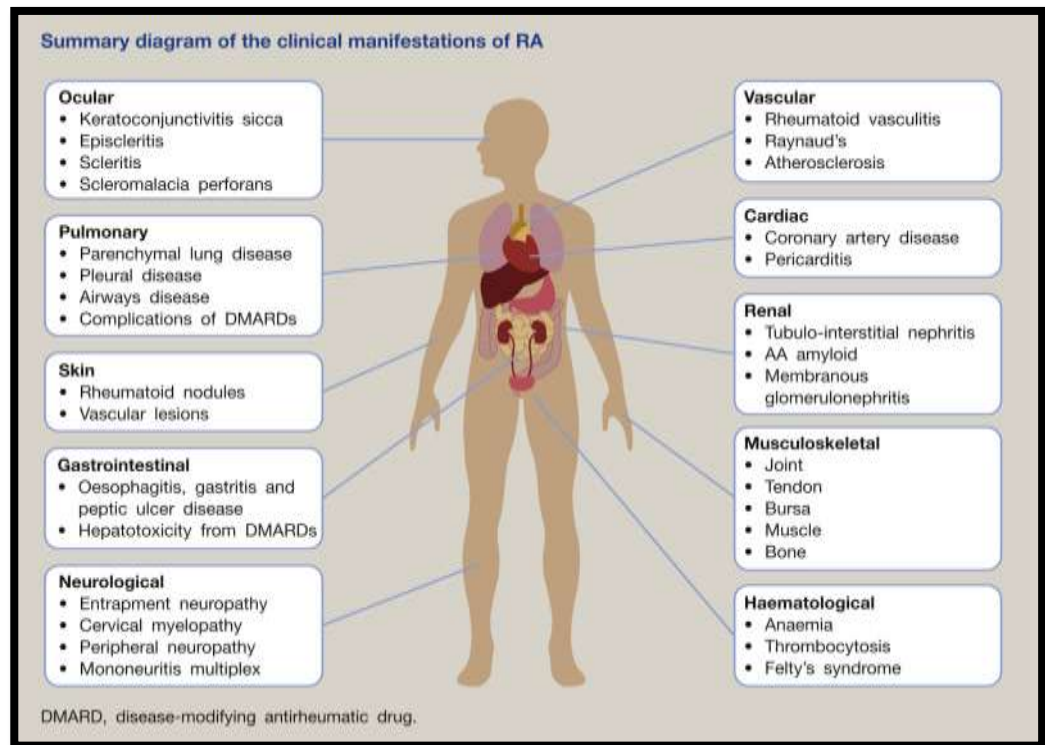 Summary diagram of the clinical manifestations of RA
Ocular
• Keratoconjunctivitis sicca
• Episcleritis
• Scleritis
• Scleromalacia perforans
Pulmonary
• Parenchymal lung disease
• Pleural disease
• Airways disease
• Complications of DMARDs
Skin
• Rheumatoid nodules
• Vascular lesions
Gastrointestinal
• Oesophagitis, gastritis and
peptic ulcer disease
• Hepatotoxicity from DMARDs
Neurological
• Entrapment neuropathy
• Cervical myelopathy
• Peripheral neuropathy
• Mononeuritis multiplex
Vascular
• Rheumatoid vasculitis
• Raynaud's
• Atherosclerosis
Cardiac
• Coronary artery disease
• Pericarditis
Renal
• Tubulo-interstitial nephritis
• AA amyloid
• Membranous
glomerulonephritis
Musculoskeletal
• Joint
• Tendon
• Bursa
• Muscle
• Bone
Haematological
• Anaemia
• Thrombocytosis
• Felty's syndrome
DMARD, disease-modifying antirheumatic drug.